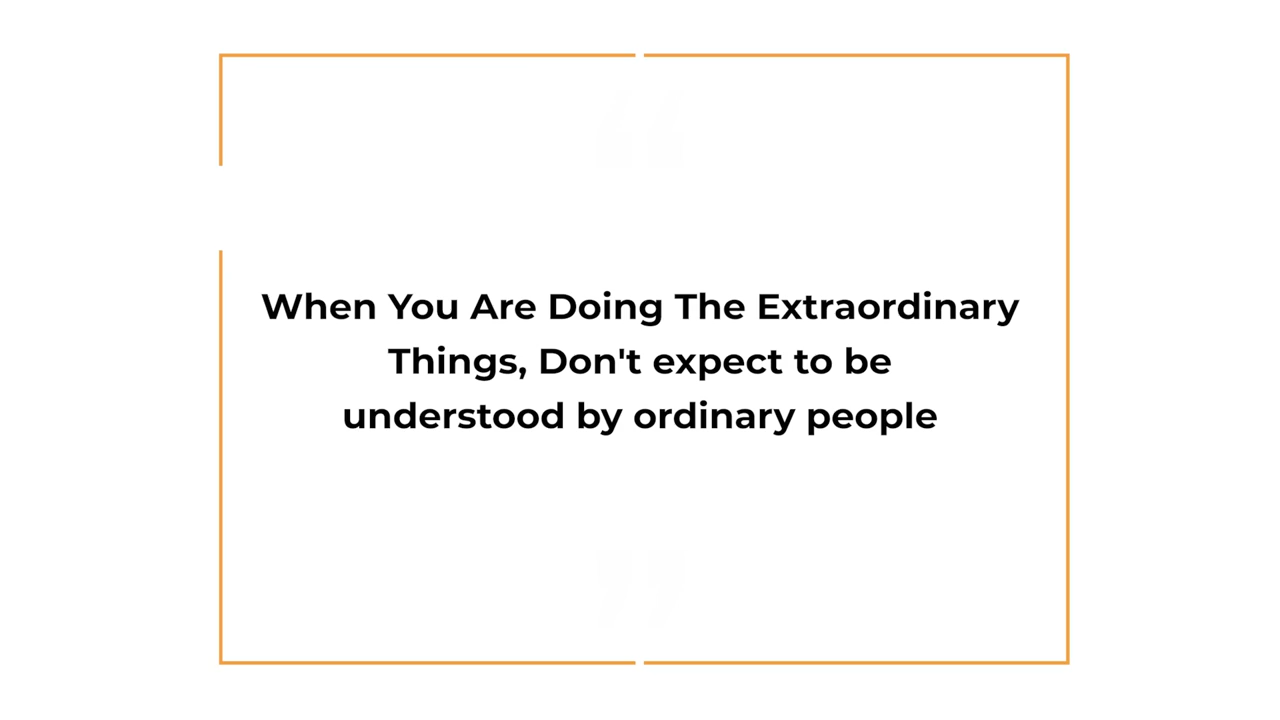 When You Are Doing The Extraordinary
Things, Don't expect to be
understood by ordinary people